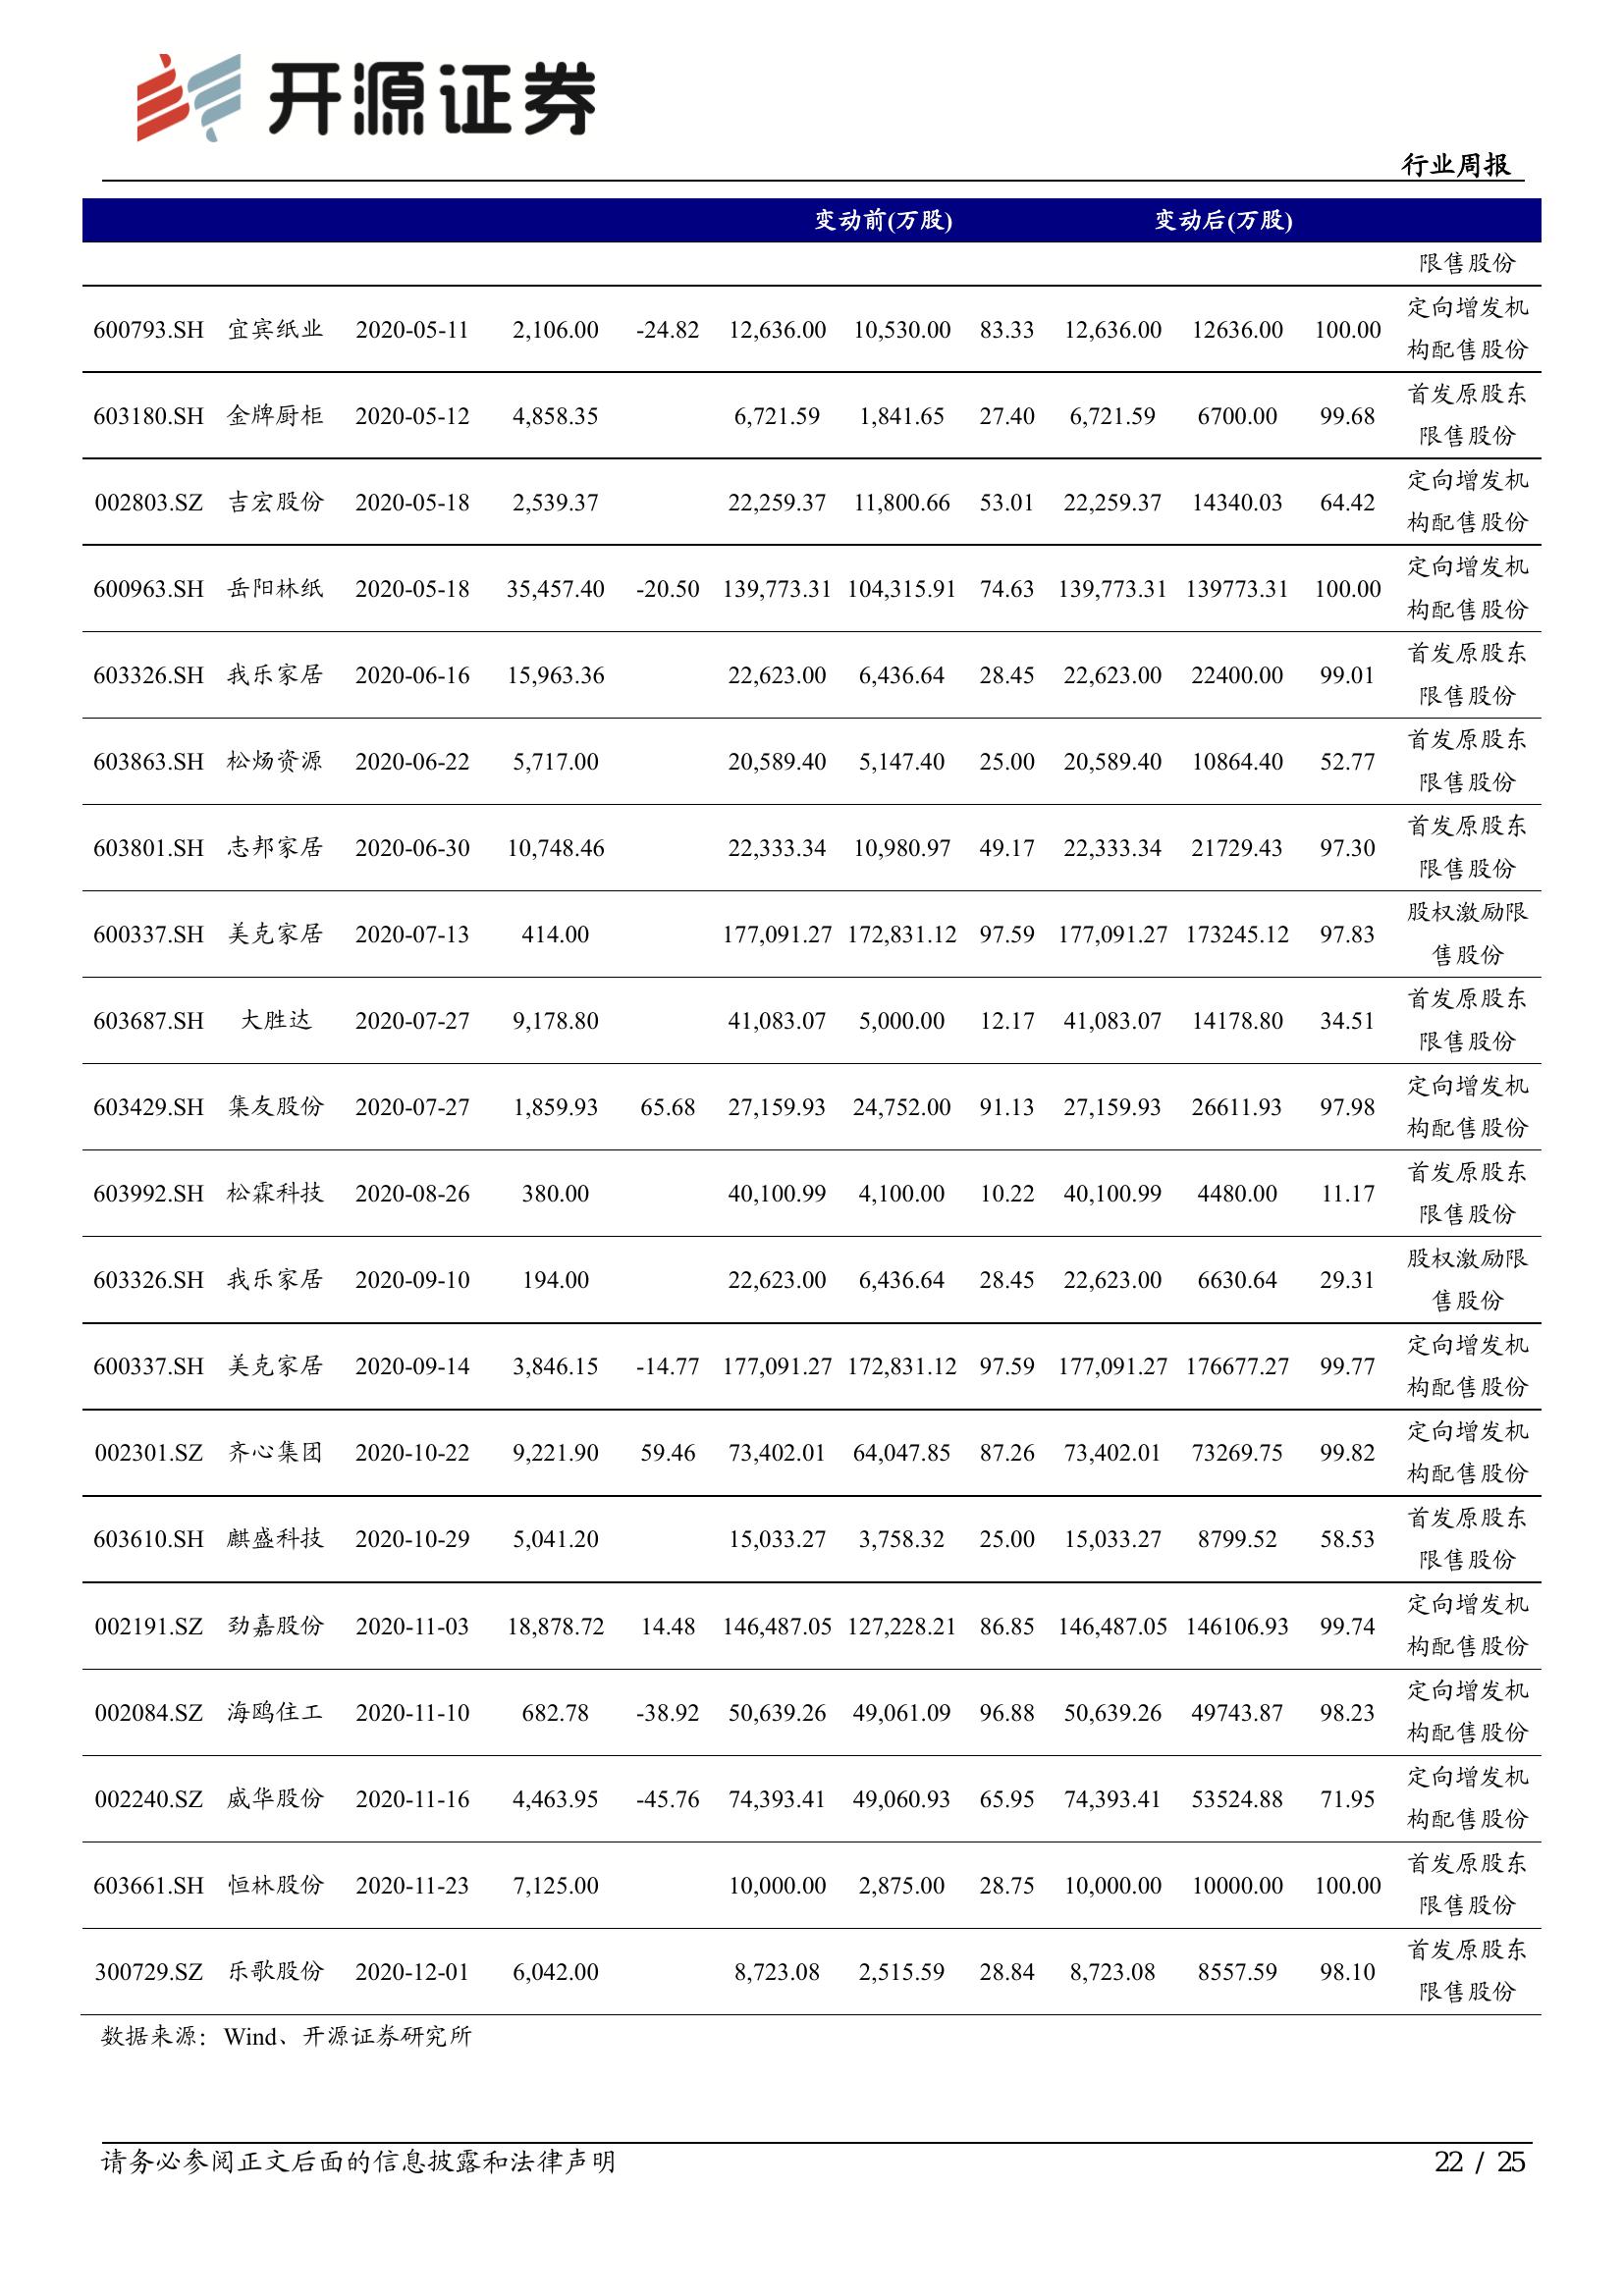 开源证券
行业周报
变动前(万股) 变动后(万股)
限售股份
600793.SH 宜宾纸业 2020-05-11 2,106.00 -24.82 12,636.00 10,530.00 83.33 12,636.00 12636.00 100.00 定向增发机
构配售股份
603180.SH 金牌厨柜 2020-05-12 4,858.35 6,721.59 1,841.65 27.40 6,721.59 6700.00 99.68 首发原股东
限售股份
002803.SZ 吉宏股份 2020-05-18 2,539.37 22,259.37 11,800.66 53.01 22,259.37 14340.03 64.42 定向增发机
构配售股份
600963.SH 岳阳林纸 2020-05-18 35,457.40 -20.50 139,773.31 104,315.91 74.63 139,773.31 139773.31 100.00 定向增发机
构配售股份
603326.SH 我乐家居 2020-06-16 15,963.36 22,623.00 6,436.64 28.45 22,623.00 22400.00 99.01 首发原股东
限售股份
603863.SH 松炀资源 2020-06-22 5,717.00 20,589.40 5,147.40 25.00 20,589.40 10864.40 52.77 首发原股东
限售股份
603801.SH 志邦家居 2020-06-30 10,748.46 22,333.34 10,980.97 49.17 22,333.34 21729.43 97.30 首发原股东
限售股份
600337.SH 美克家居 2020-07-13 414.00 177,091.27 172,831.12 97.59 177,091.27 173245.12 97.83 股权激励限
售股份
603687.SH 大胜达 2020-07-27 9,178.80 41,083.07 5,000.00 12.17 41,083.07 14178.80 34.51 首发原股东
限售股份
603429.SH 集友股份 2020-07-27 1,859.93 65.68 27,159.93 24,752.00 91.13 27,159.93 26611.93 97.98 定向增发机
构配售股份
603992.SH 松霖科技 2020-08-26 380.00 40,100.99 4,100.00 10.22 40,100.99 4480.00 11.17 首发原股东
限售股份
603326.SH 我乐家居 2020-09-10 194.00 22,623.00 6,436.64 28.45 22,623.00 6630.64 29.31 股权激励限
售股份
600337.SH 美克家居 2020-09-14 3,846.15 -14.77 177,091.27 172,831.12 97.59 177,091.27 176677.27 99.77 定向增发机
构配售股份
002301.SZ 齐心集团 2020-10-22 9,221.90 59.46 73,402.01 64,047.85 87.26 73,402.01 73269.75 99.82 定向增发机
构配售股份
603610.SH 麒盛科技 2020-10-29 5,041.20 15,033.27 3,758.32 25.00 15,033.27 8799.52 58.53 首发原股东
限售股份
002191.SZ 劲嘉股份 2020-11-03 18,878.72 14.48 146,487.05 127,228.21 86.85 146,487.05 146106.93 99.74 定向增发机
构配售股份
002084.SZ 海鸥住工 2020-11-10 682.78 -38.92 50,639.26 49,061.09 96.88 50,639.26 49743.87 98.23 定向增发机
构配售股份
002240.SZ 威华股份 2020-11-16 4,463.95 -45.76 74,393.41 49,060.93 65.95 74,393.41 53524.88 71.95 定向增发机
构配售股份
603661.SH 恒林股份 2020-11-23 7,125.00 10,000.00 2,875.00 28.75 10,000.00 10000.00 100.00 首发原股东
限售股份
300729.SZ 乐歌股份 2020-12-01 6,042.00 8,723.08 2,515.59 28.84 8,723.08 8557.59 98.10 首发原股东
限售股份
数据来源：Wind、开源证券研究所
请务必参阅正文后面的信息披露和法律声明 22 / 25